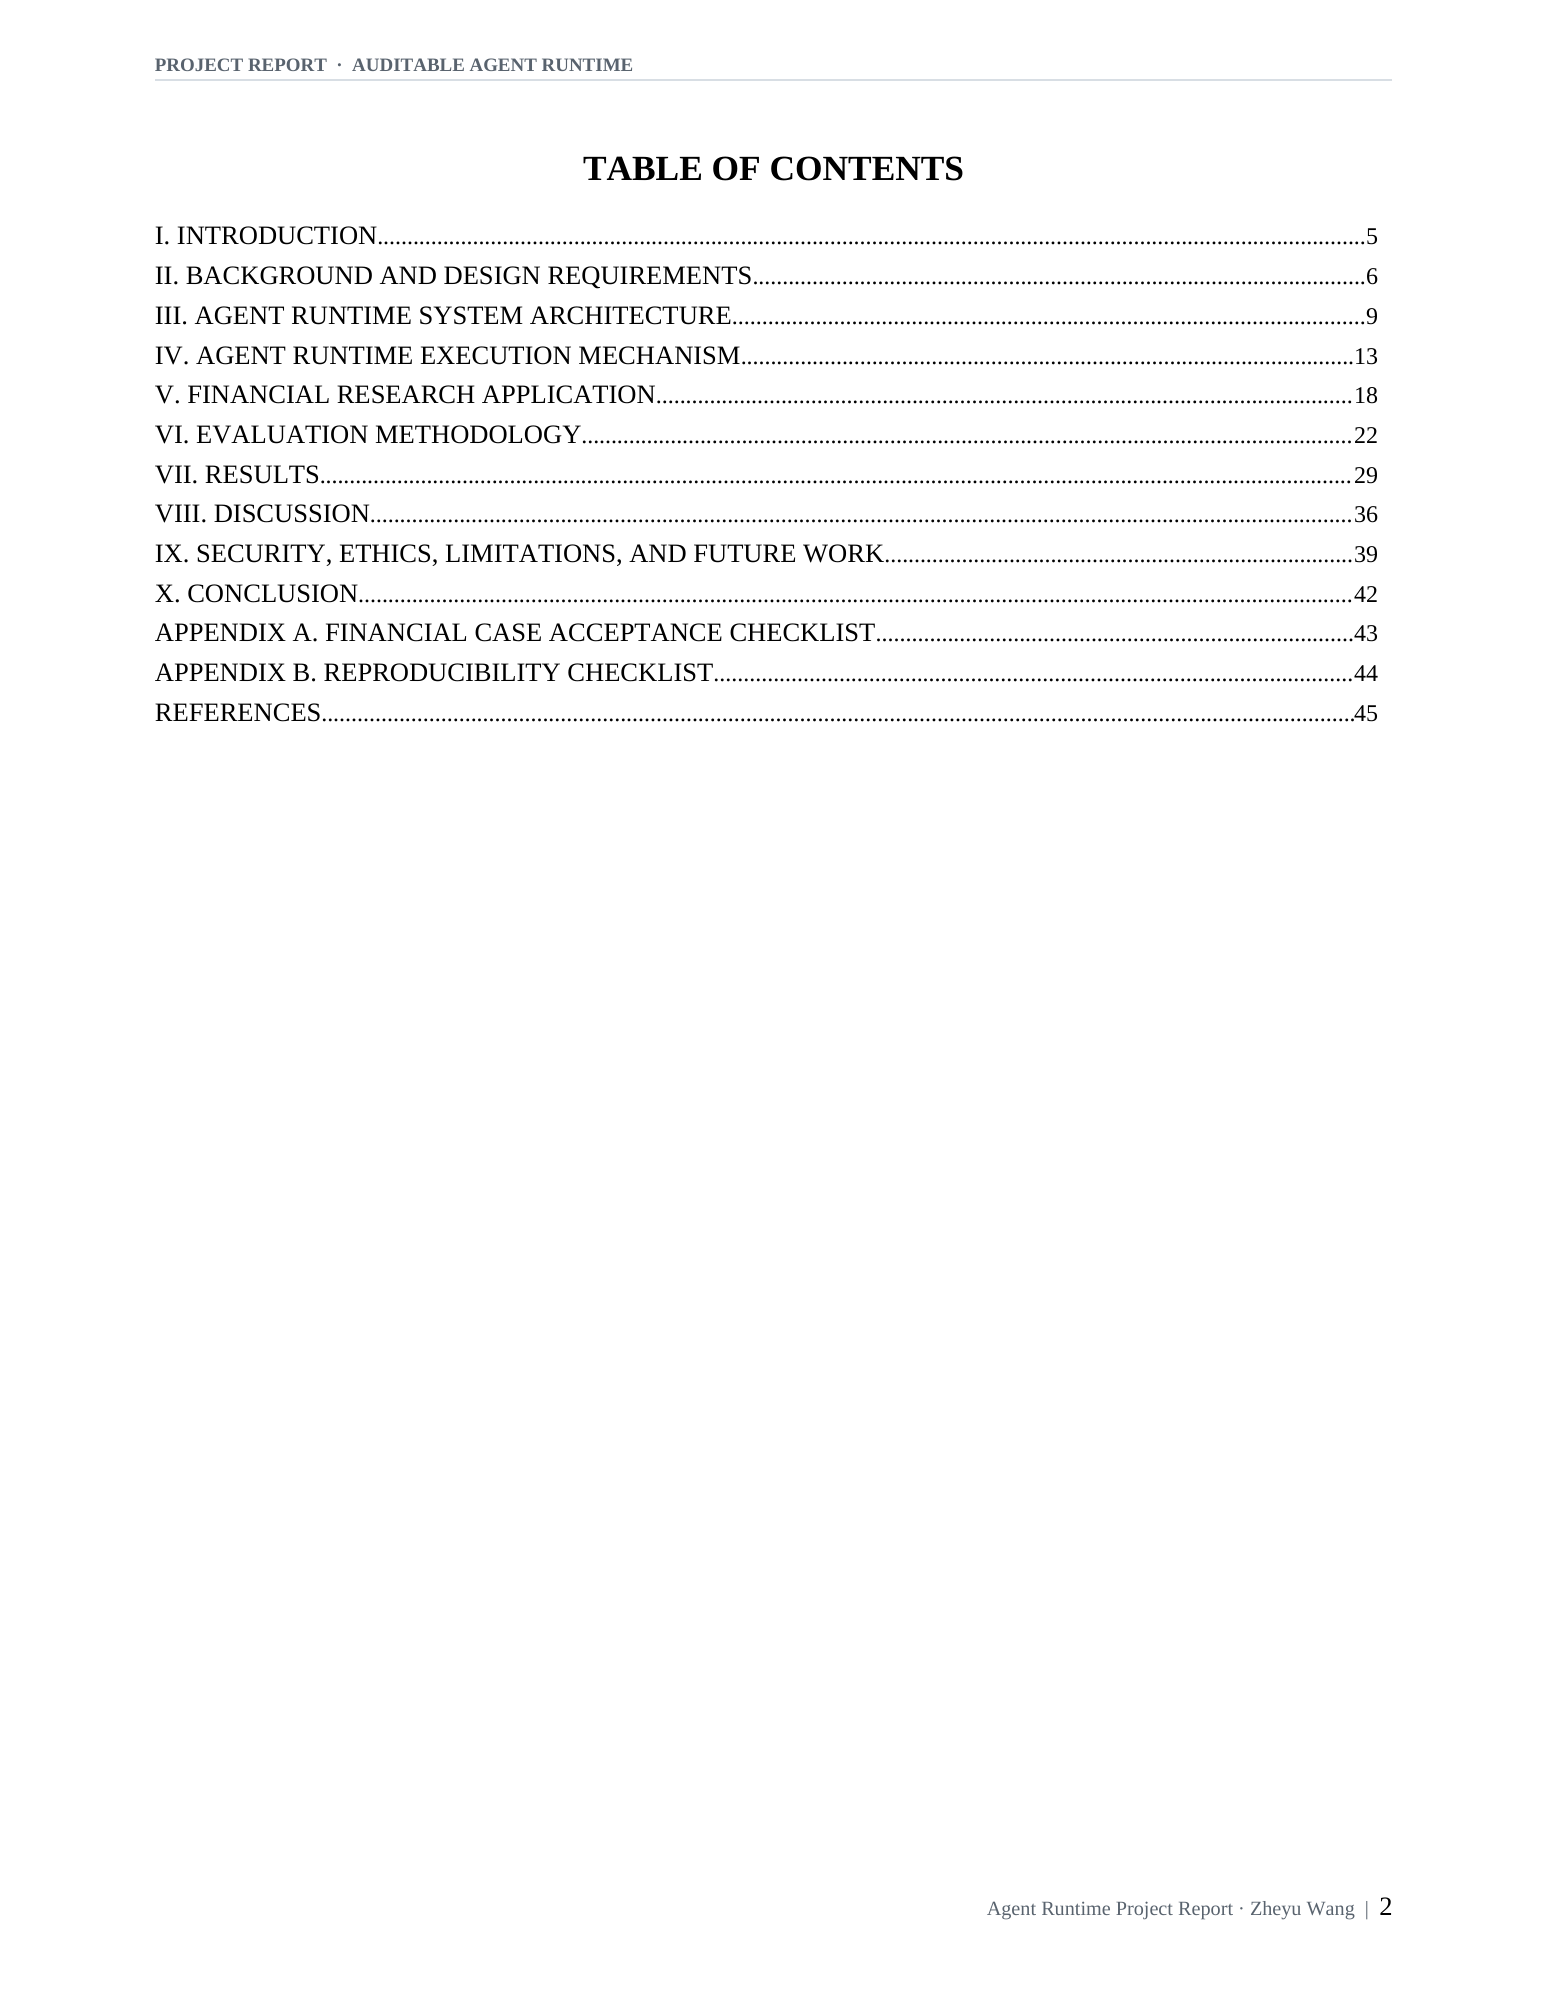 PROJECT REPORT · AUDITABLE AGENT RUNTIME
TABLE OF CONTENTS
I. INTRODUCTION....................5
II. BACKGROUND AND DESIGN REQUIREMENTS....................6
III. AGENT RUNTIME SYSTEM ARCHITECTURE....................9
IV. AGENT RUNTIME EXECUTION MECHANISM....................13
V. FINANCIAL RESEARCH APPLICATION....................18
VI. EVALUATION METHODOLOGY....................22
VII. RESULTS....................29
VIII. DISCUSSION....................36
IX. SECURITY, ETHICS, LIMITATIONS, AND FUTURE WORK....................39
X. CONCLUSION....................42
APPENDIX A. FINANCIAL CASE ACCEPTANCE CHECKLIST....................43
APPENDIX B. REPRODUCIBILITY CHECKLIST....................44
REFERENCES....................45
Agent Runtime Project Report · Zheyu Wang | 2